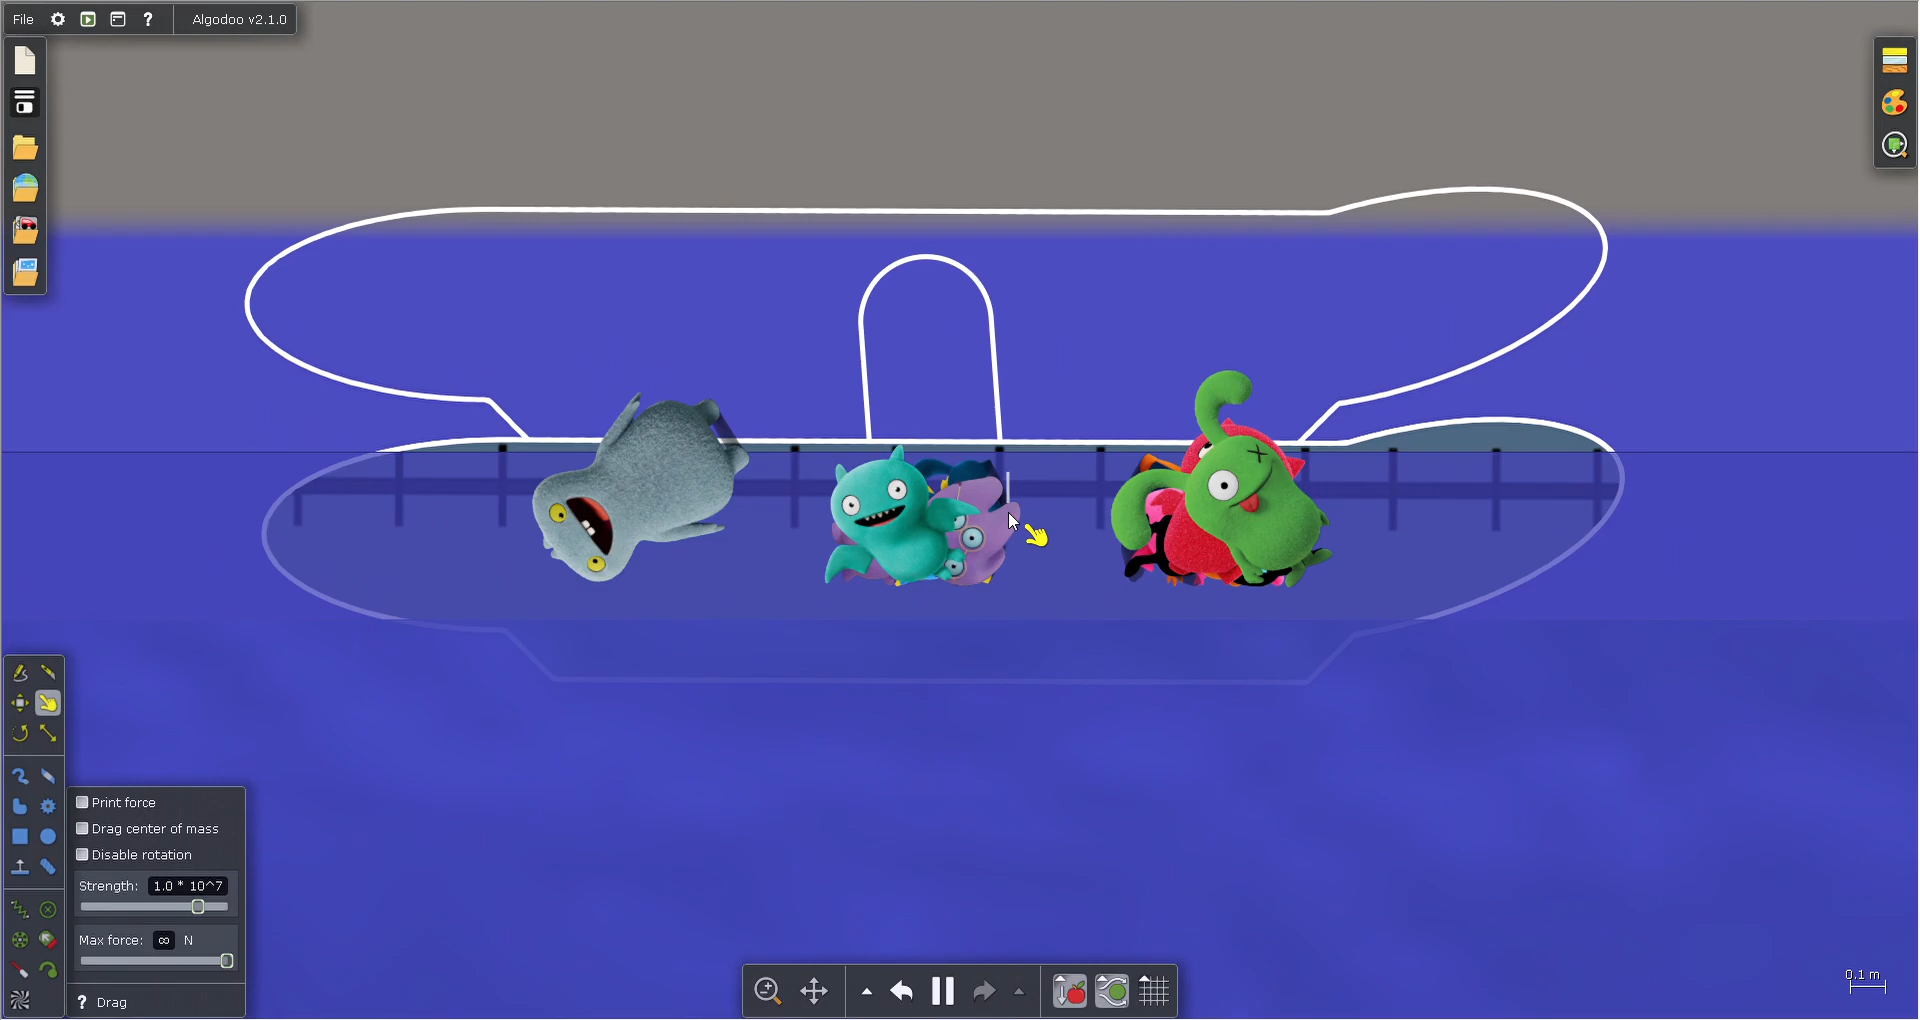 File ? Algodoo v2.1.0
Print force
Drag center of mass
Disable rotation
Strength: 1.0 * 10^7
Max force: ∞ N
? Drag
0.1 m